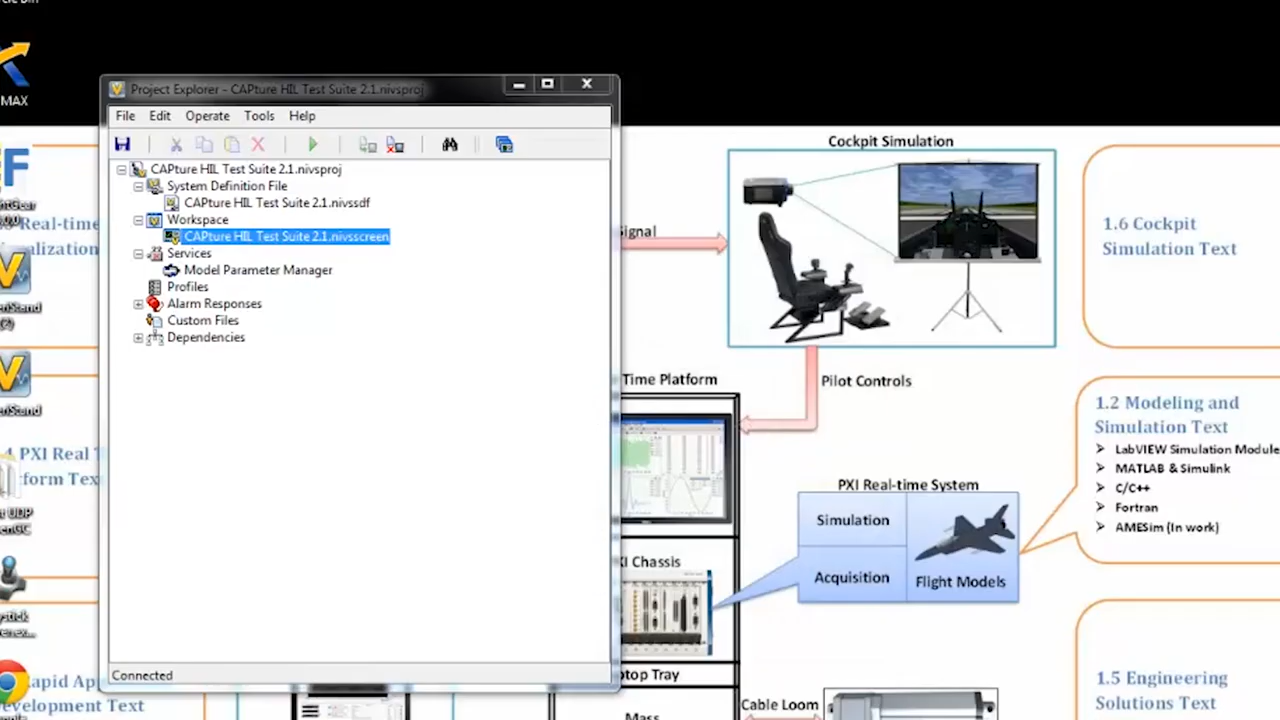 MAX
Project Explorer - CAPture HIL Test Suite 2.1.nivsproj
File Edit Operate Tools Help
CAPture HIL Test Suite 2.1.nivsproj
System Definition File
CAPture HIL Test Suite 2.1.nivssdf
Workspace
CAPture HIL Test Suite 2.1.nivsscreen
Services
Model Parameter Manager
Profiles
Alarm Responses
Custom Files
Dependencies
Connected
Real-time
Cockpit Simulation
1.6 Cockpit
Simulation Text
Pilot Controls
Time Platform
1.2 Modeling and
Simulation Text
LabVIEW Simulation Module
MATLAB & Simulink
C/C++
Fortran
AMESim (In work)
PXI Real-time System
Simulation
Acquisition
Flight Models
PXI Real
Chassis
Tray
Mass
Cable Loom
1.5 Engineering
Solutions Text
UDP
Text